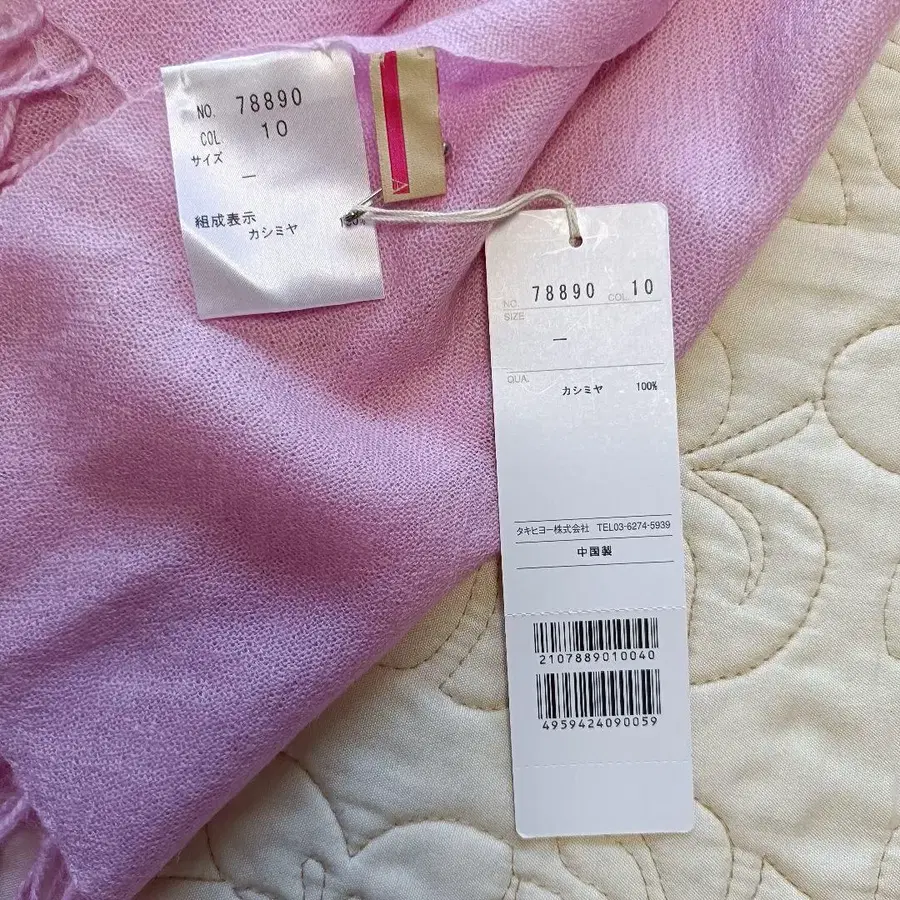 NO. 78890
COL. 10
サイズ
—
組成表示
カシミヤ
NO. 78890 COL. 10
SIZE
—
QUA.
カシミヤ 100%
タキヒヨー株式会社 TEL03-6274-5939
中国製
2107889010040
4959424090059